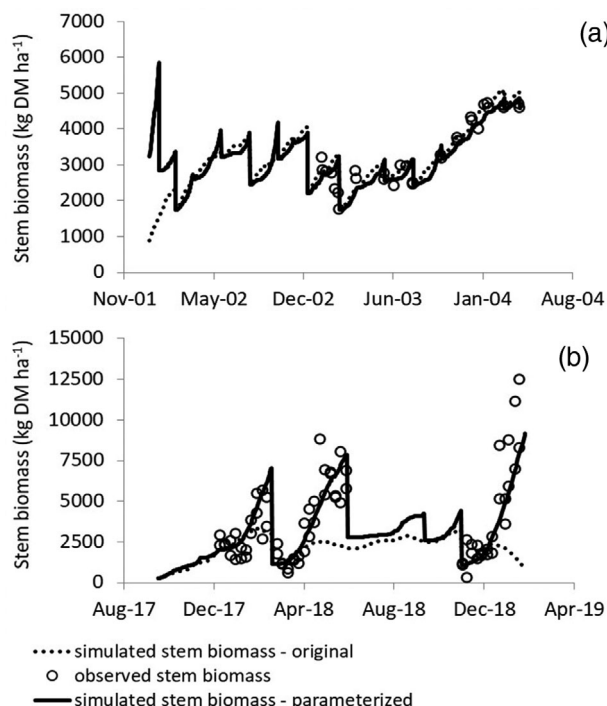 (a)
Stem biomass (kg DM ha⁻¹)
7000
6000
5000
4000
3000
2000
1000
0
Nov-01 May-02 Dec-02 Jun-03 Jan-04 Aug-04
(b)
Stem biomass (kg DM ha⁻¹)
15000
12500
10000
7500
5000
2500
0
Aug-17 Dec-17 Apr-18 Aug-18 Dec-18 Apr-19
simulated stem biomass - original
observed stem biomass
simulated stem biomass - parameterized